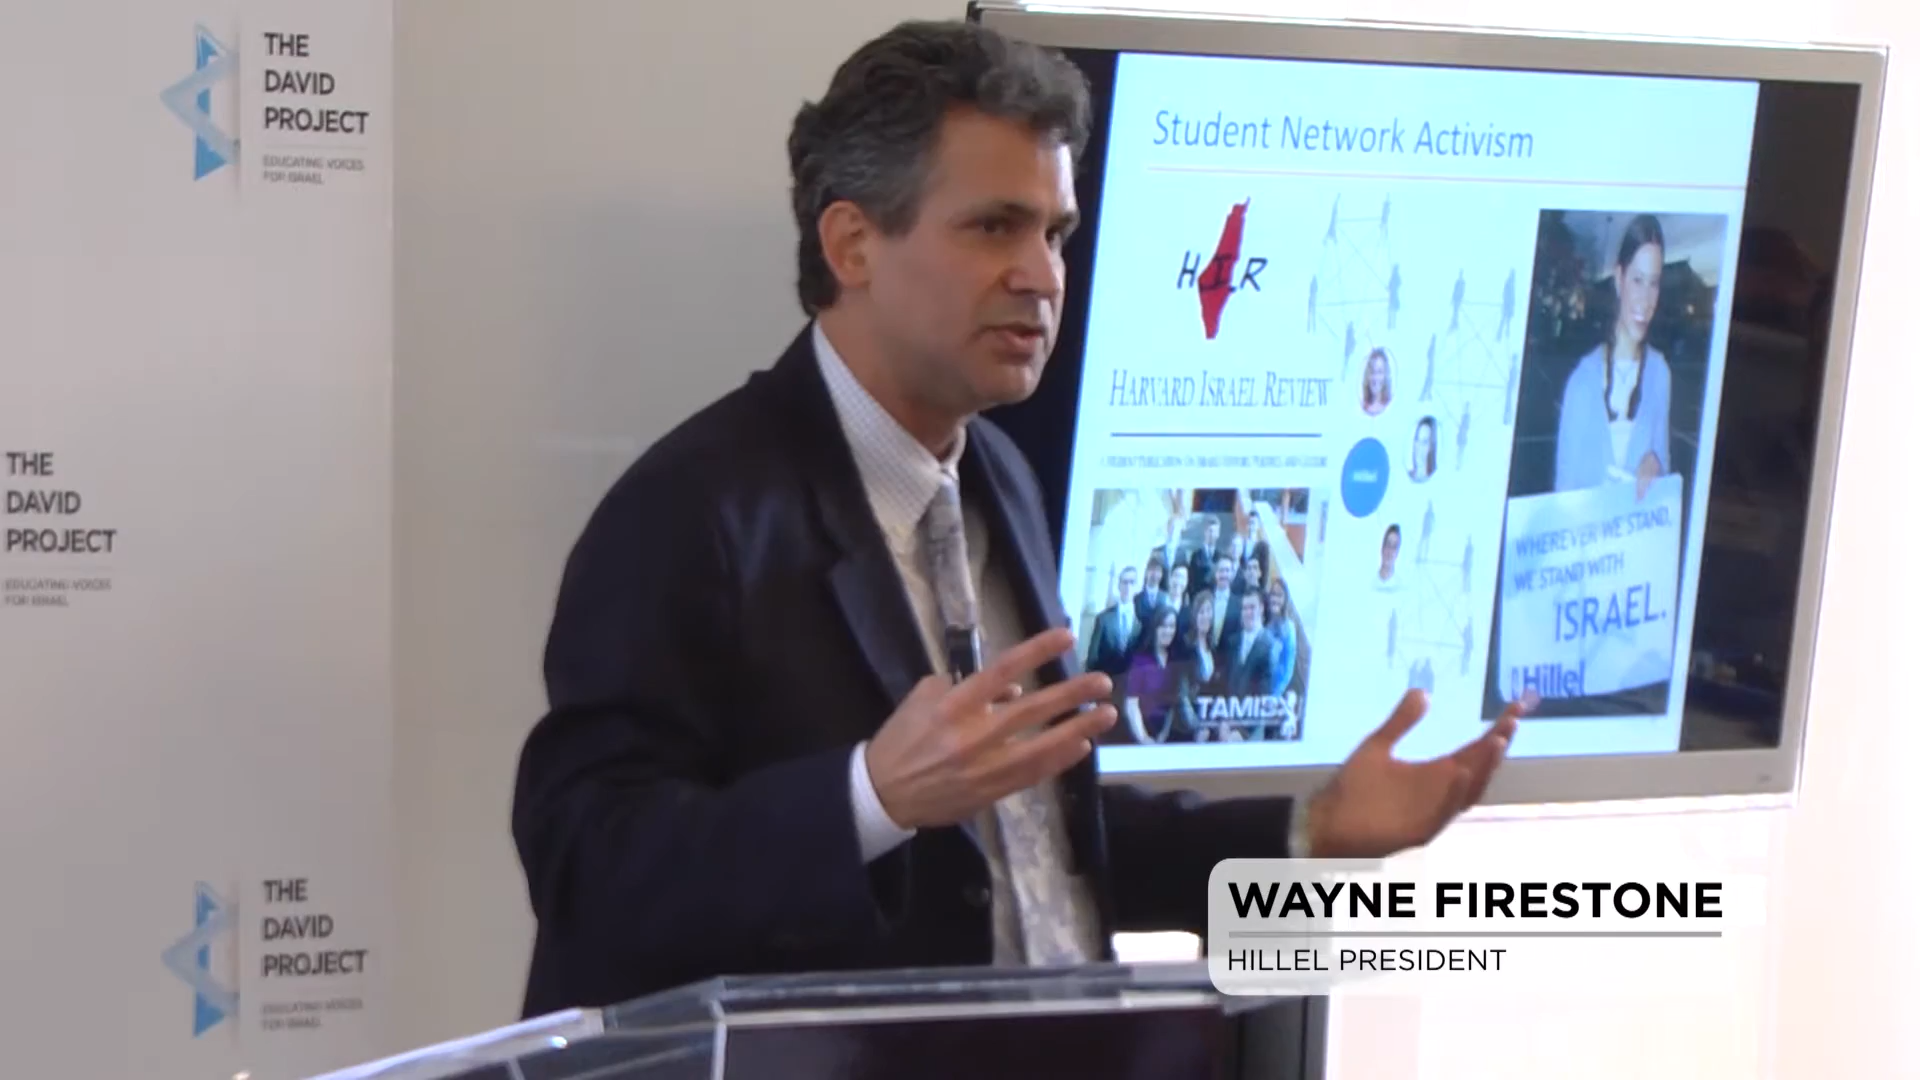 THE
DAVID
PROJECT
EDUCATING VOICES
FOR ISRAEL
THE
DAVID
PROJECT
EDUCATING VOICES
FOR ISRAEL
THE
DAVID
PROJECT
EDUCATING VOICES
FOR ISRAEL
Student Network Activism
HIR
HARVARD ISRAEL REVIEW
TAMID
WHEREVER WE STAND,
WE STAND WITH
ISRAEL.
Hillel
WAYNE FIRESTONE
HILLEL PRESIDENT